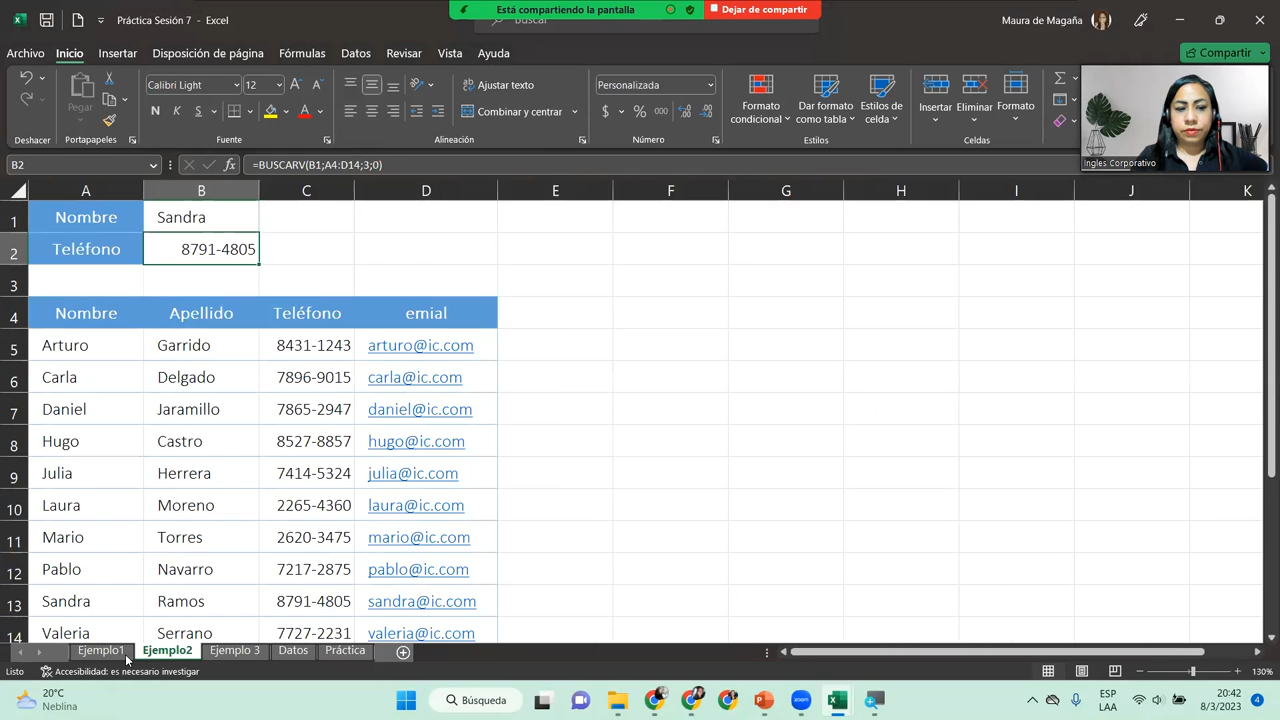 Está compartiendo la pantalla
Dejar de compartir
Práctica Sesión 7 - Excel
Buscar
Maura de Magaña
Archivo Inicio Insertar Disposición de página Fórmulas Datos Revisar Vista Ayuda
Compartir
Pegar
Calibri Light 12
N K S
Ajustar texto
Combinar y centrar
Personalizada
$ % 000
Formato condicional
Dar formato como tabla
Estilos de celda
Insertar Eliminar Formato
Deshacer Portapapeles Fuente Alineación Número Estilos Celdas
Ingles Corporativo
B2 fx =BUSCARV(B1;A4:D14;3;0)
A B C D E F G H I J K
1 Nombre Sandra
2 Teléfono 8791-4805
3
4 Nombre Apellido Teléfono emial
5 Arturo Garrido 8431-1243 arturo@ic.com
6 Carla Delgado 7896-9015 carla@ic.com
7 Daniel Jaramillo 7865-2947 daniel@ic.com
8 Hugo Castro 8527-8857 hugo@ic.com
9 Julia Herrera 7414-5324 julia@ic.com
10 Laura Moreno 2265-4360 laura@ic.com
11 Mario Torres 2620-3475 mario@ic.com
12 Pablo Navarro 7217-2875 pablo@ic.com
13 Sandra Ramos 8791-4805 sandra@ic.com
14 Valeria Serrano 7727-2231 valeria@ic.com
Ejemplo1 Ejemplo2 Ejemplo 3 Datos Práctica
Listo Accesibilidad: es necesario investigar 130%
20°C
Neblina
Búsqueda
zoom
ESP
LAA
20:42
8/3/2023
4